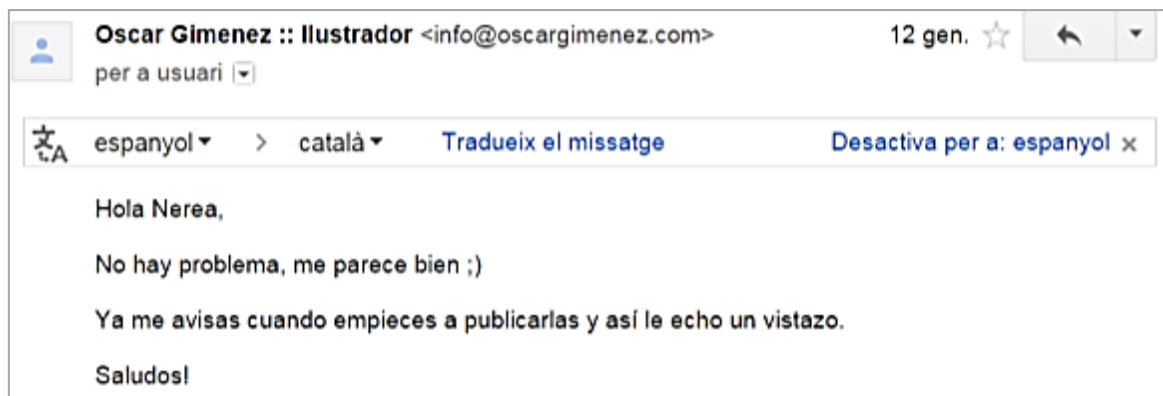 Oscar Gimenez :: Ilustrador <info@oscargimenez.com> 12 gen.
per a usuari
espanyol > català Tradueix el missatge Desactiva per a: espanyol ×
Hola Nerea,
No hay problema, me parece bien ;)
Ya me avisas cuando empieces a publicarlas y así le echo un vistazo.
Saludos!